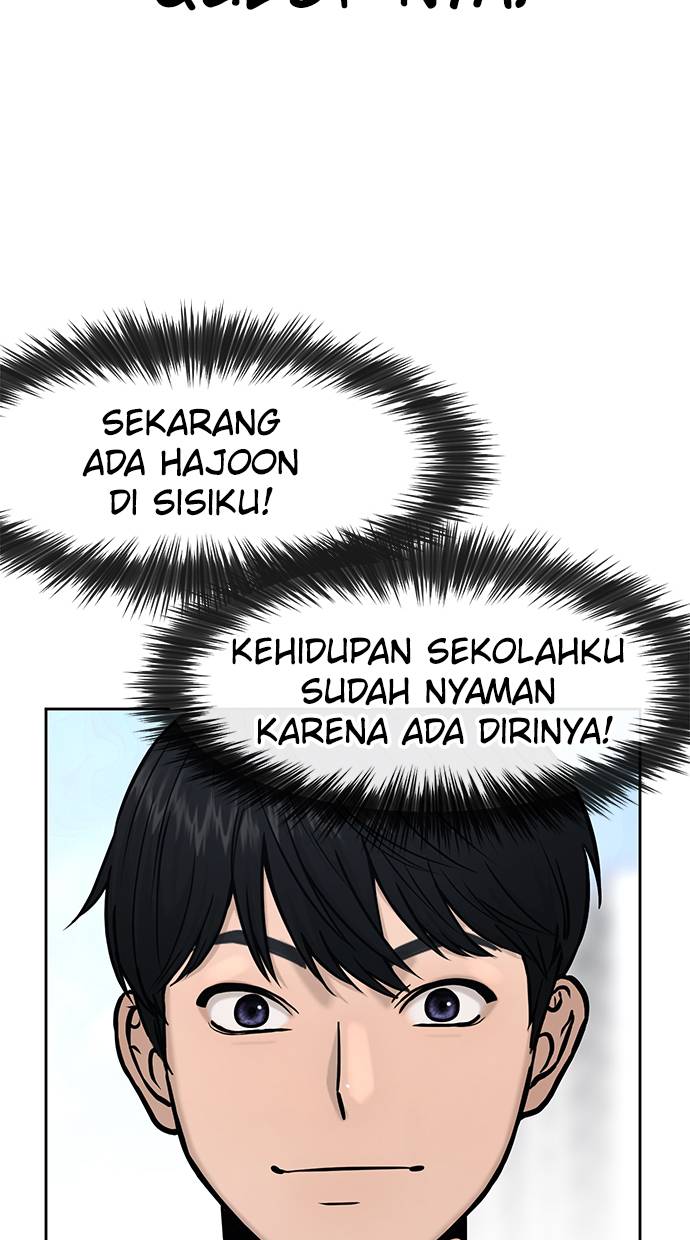 SEKARANG
ADA HAJOON
DI SISIKU!
KEHIDUPAN SEKOLAHKU
SUDAH NYAMAN
KARENA ADA DIRINYA!